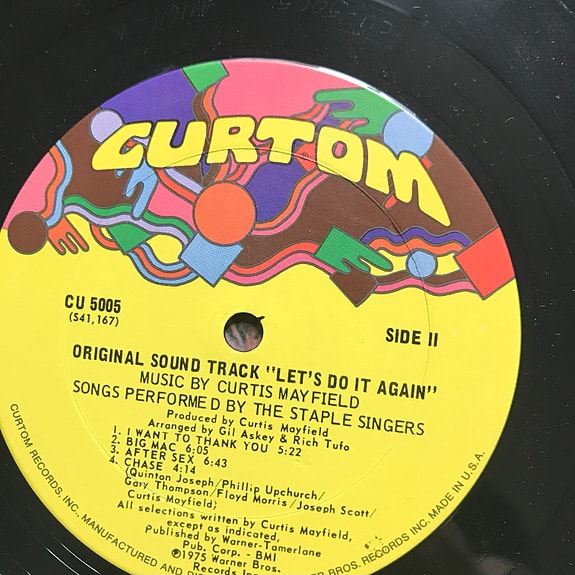 CURTOM
CU 5005
(S41,167)
SIDE II
ORIGINAL SOUND TRACK "LET'S DO IT AGAIN"
MUSIC BY CURTIS MAYFIELD
SONGS PERFORMED BY THE STAPLE SINGERS
Produced by Curtis Mayfield
Arranged by Gil Askey & Rich Tufo
1. I WANT TO THANK YOU 5:22
2. BIG MAC 6:05
3. AFTER SEX 6:43
4. CHASE 4:14
(Quinton Joseph/Phillip Upchurch/
Gary Thompson/Floyd Morris/Joseph Scott/
Curtis Mayfield)
All selections written by Curtis Mayfield,
except as indicated,
Published by Warner-Tamerlane
Pub. Corp. - BMI
℗1975 Warner Bros.
Records Inc.
CURTOM RECORDS, INC., MANUFACTURED AND BROS. RECORDS INC. MADE IN U.S.A.